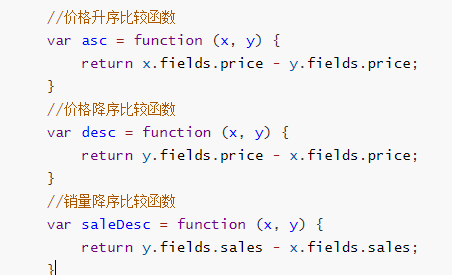 //价格升序比较函数
var asc = function (x, y) {
    return x.fields.price - y.fields.price;
}
//价格降序比较函数
var desc = function (x, y) {
    return y.fields.price - x.fields.price;
}
//销量降序比较函数
var saleDesc = function (x, y) {
    return y.fields.sales - x.fields.sales;
}